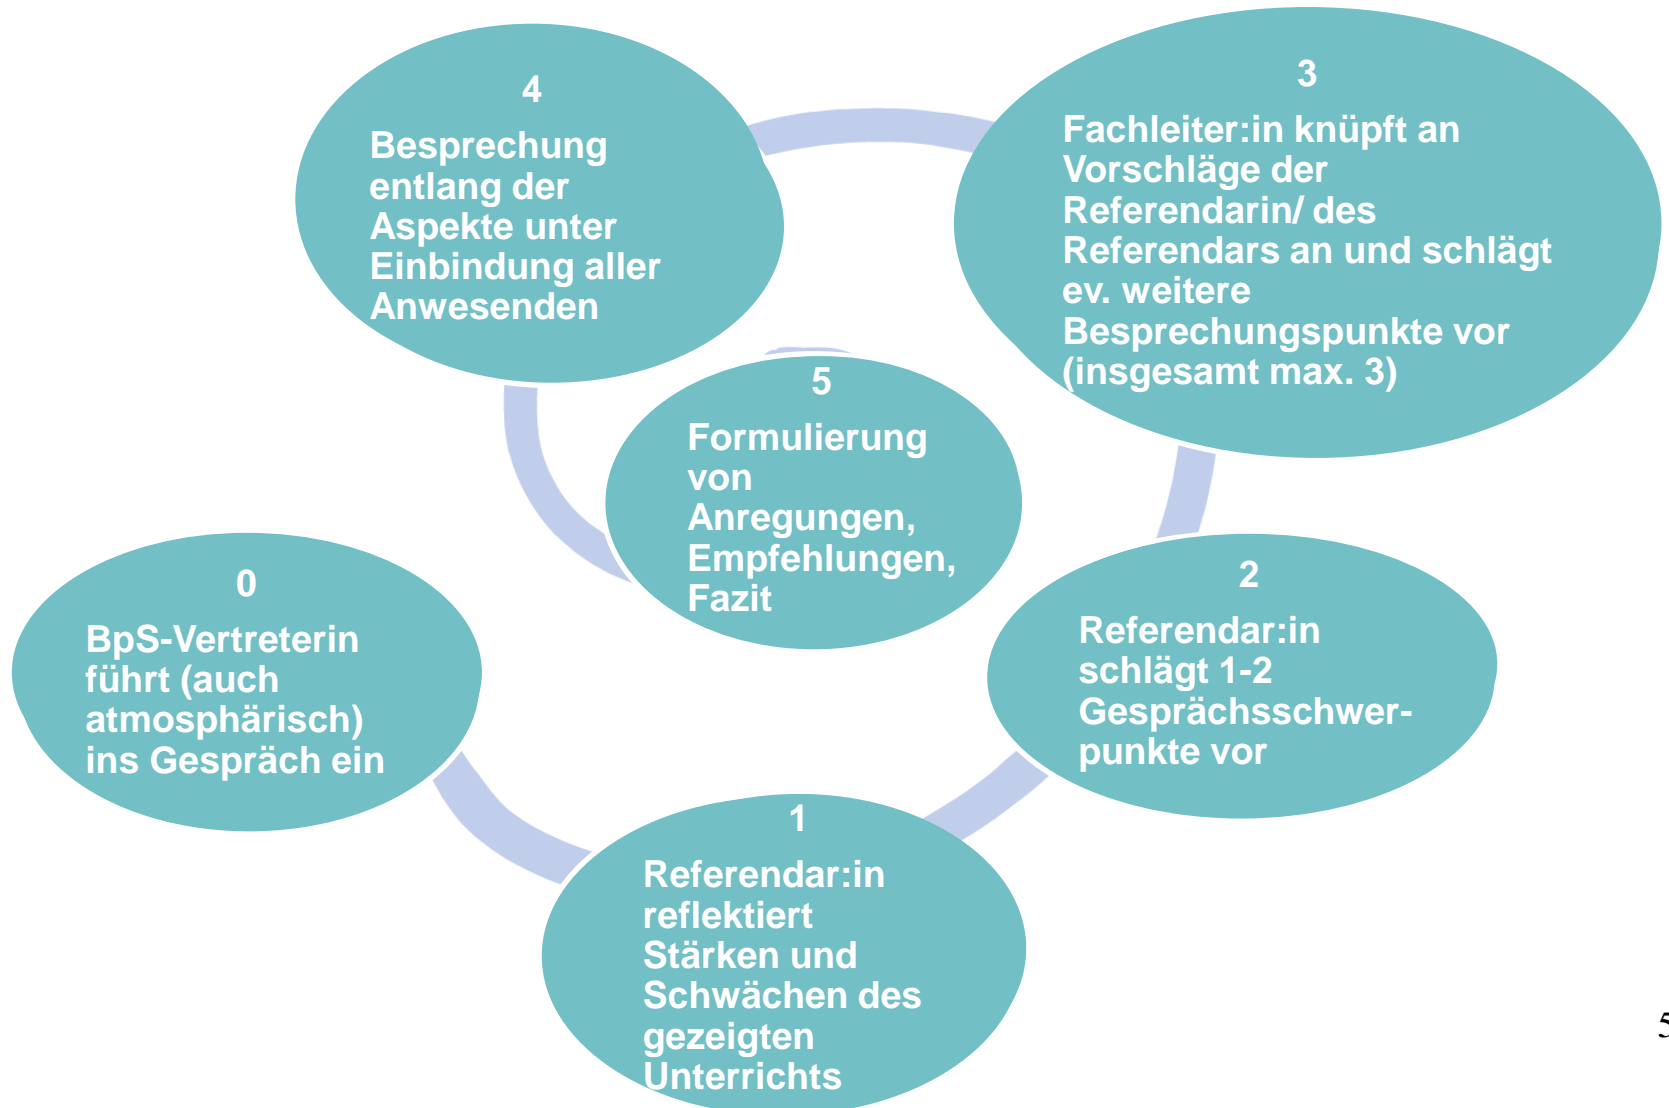 4
Besprechung
entlang der
Aspekte unter
Einbindung aller
Anwesenden
3
Fachleiter:in knüpft an
Vorschläge der
Referendarin/ des
Referendars an und schlägt
ev. weitere
Besprechungspunkte vor
(insgesamt max. 3)
5
Formulierung
von
Anregungen,
Empfehlungen,
Fazit
0
BpS-Vertreterin
führt (auch
atmosphärisch)
ins Gespräch ein
2
Referendar:in
schlägt 1-2
Gesprächsschwer-
punkte vor
1
Referendar:in
reflektiert
Stärken und
Schwächen des
gezeigten
Unterrichts
5